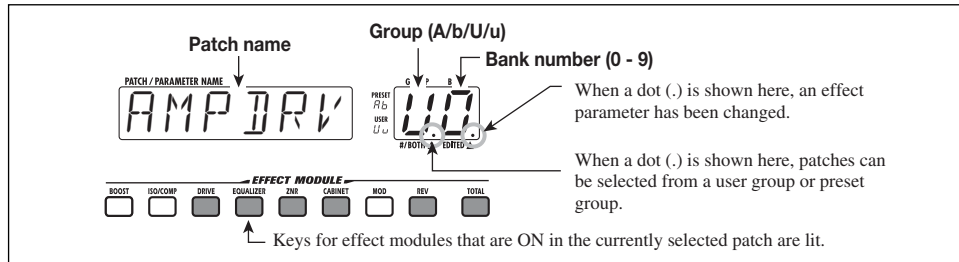 Group (A/b/U/u)
Patch name
Bank number (0 - 9)
PATCH / PARAMETER NAME
AMPDRV
PRESET
Ab
USER
Uu
U.0.
EDITED
When a dot (.) is shown here, an effect
parameter has been changed.
When a dot (.) is shown here, patches can
be selected from a user group or preset
group.
EFFECT MODULE
BOOST ISO/COMP DRIVE EQUALIZER ZNR CABINET MOD REV TOTAL
Keys for effect modules that are ON in the currently selected patch are lit.